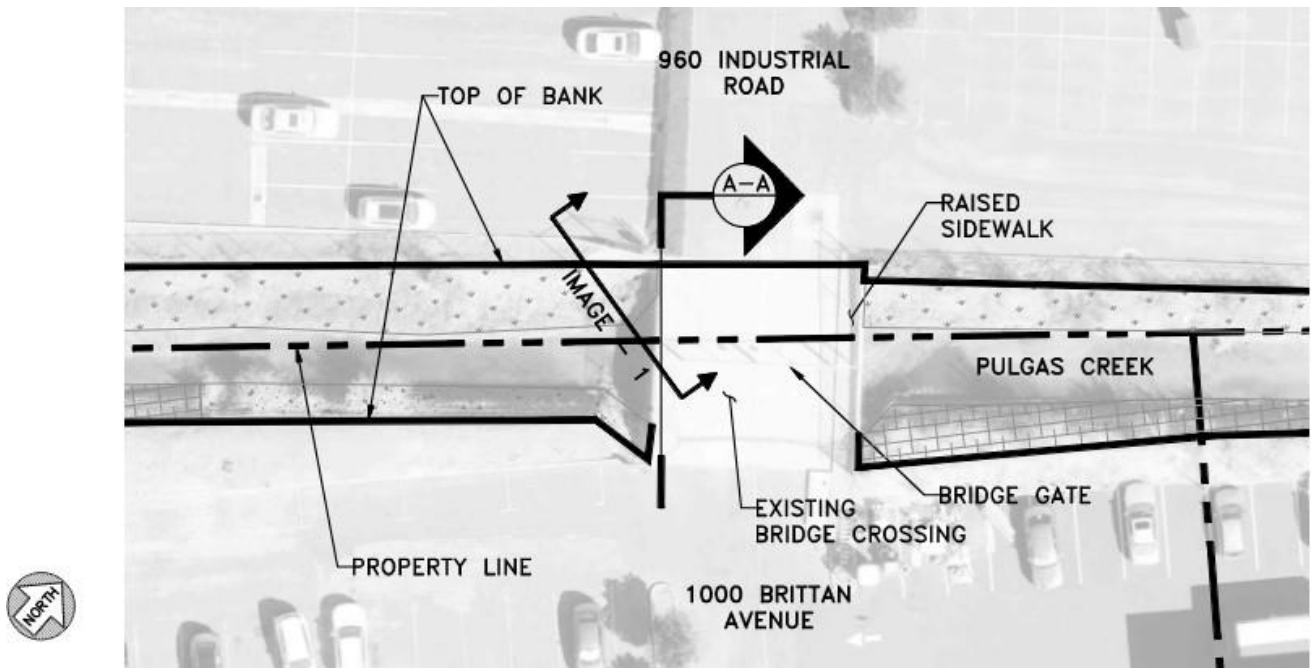 960 INDUSTRIAL
ROAD
TOP OF BANK
A-A
RAISED
SIDEWALK
IMAGE 1
PULGAS CREEK
BRIDGE GATE
EXISTING
BRIDGE CROSSING
PROPERTY LINE
1000 BRITTAN
AVENUE
NORTH